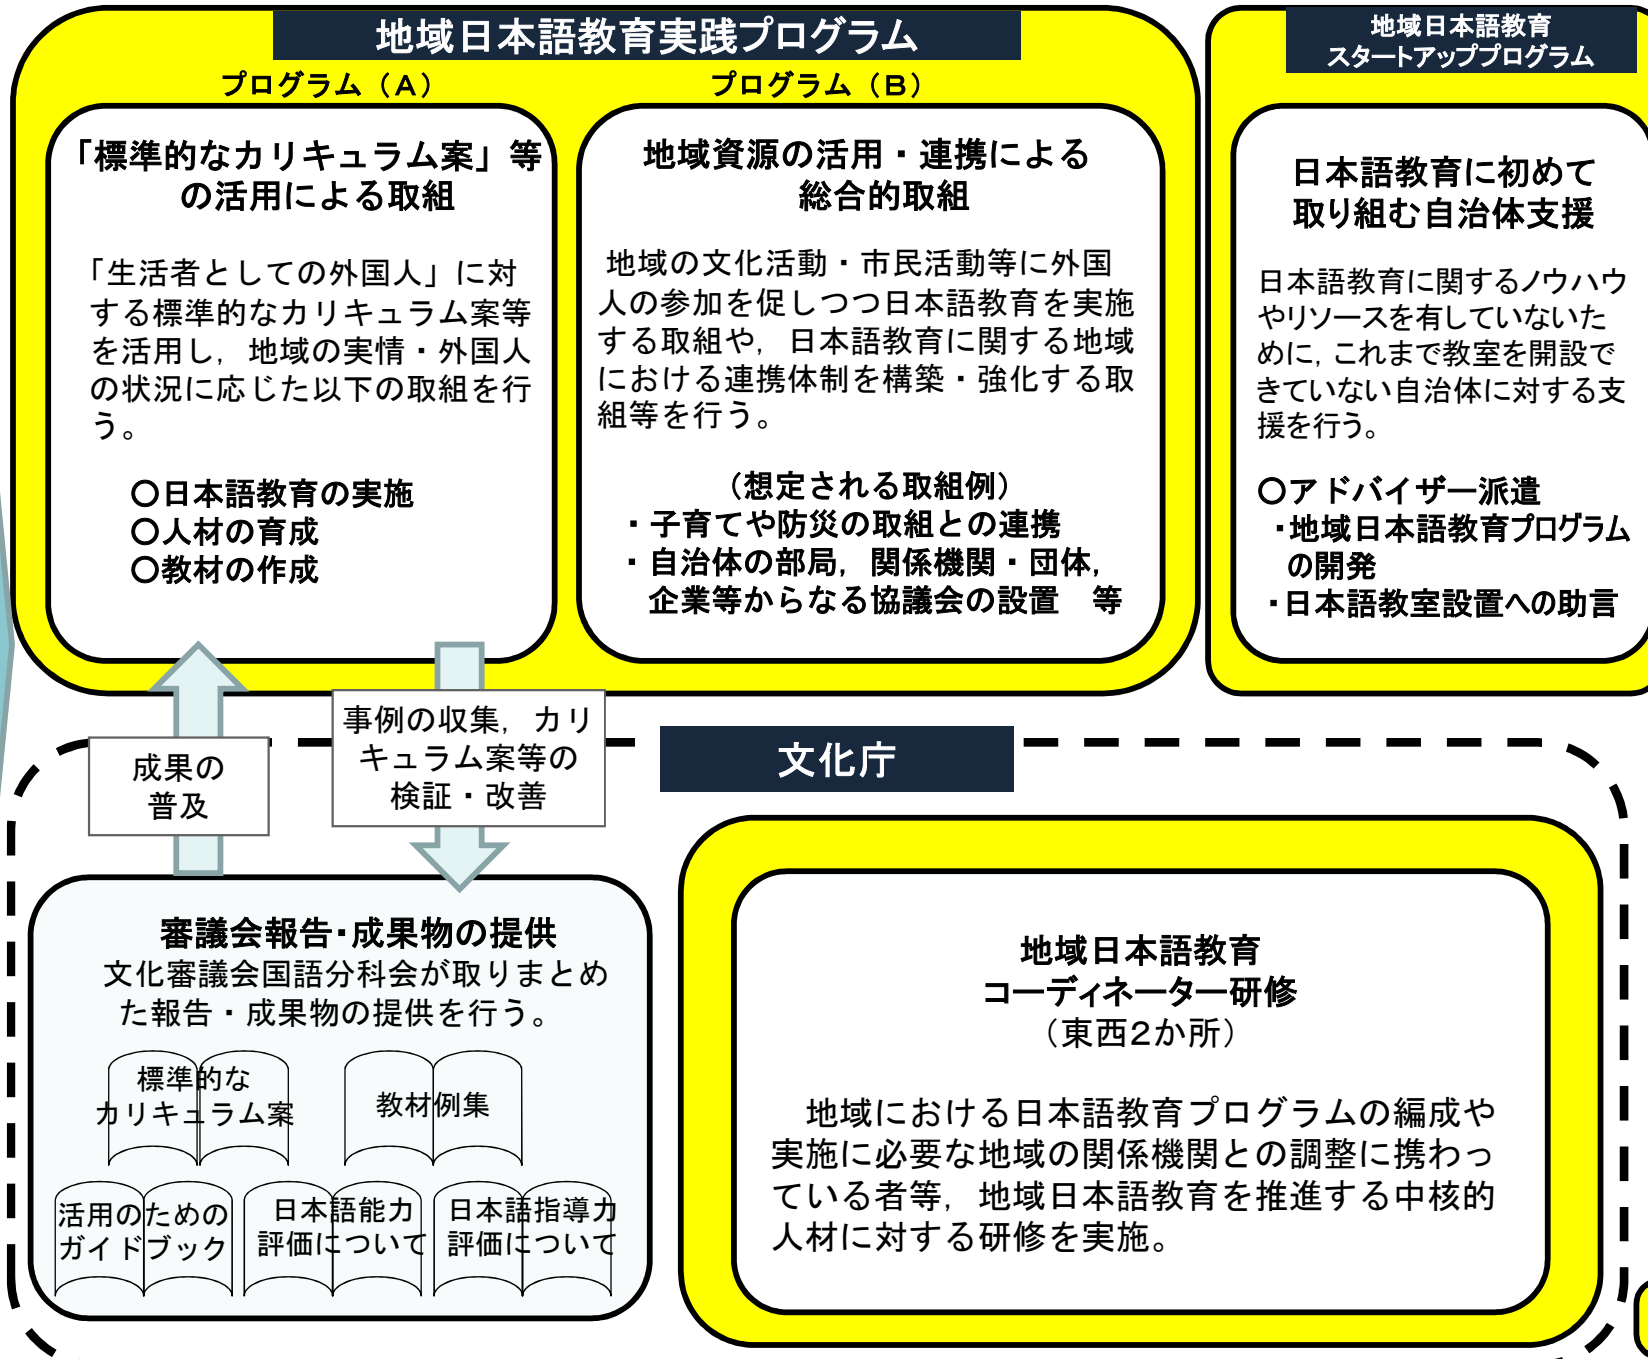 地域日本語教育実践プログラム
プログラム（Ａ）
「標準的なカリキュラム案」等
の活用による取組
「生活者としての外国人」に対
する標準的なカリキュラム案等
を活用し，地域の実情・外国人
の状況に応じた以下の取組を行
う。
○日本語教育の実施
○人材の育成
○教材の作成
プログラム（Ｂ）
地域資源の活用・連携による
総合的取組
地域の文化活動・市民活動等に外国
人の参加を促しつつ日本語教育を実施
する取組や，日本語教育に関する地域
における連携体制を構築・強化する取
組等を行う。
（想定される取組例）
・子育てや防災の取組との連携
・自治体の部局，関係機関・団体，
企業等からなる協議会の設置　等
地域日本語教育
スタートアッププログラム
日本語教育に初めて
取り組む自治体支援
日本語教育に関するノウハウ
やリソースを有していないた
めに，これまで教室を開設で
きていない自治体に対する支
援を行う。
○アドバイザー派遣
・地域日本語教育プログラム
の開発
・日本語教室設置への助言
成果の
普及
事例の収集，カリ
キュラム案等の
検証・改善
文化庁
審議会報告・成果物の提供
文化審議会国語分科会が取りまとめ
た報告・成果物の提供を行う。
標準的な
カリキュラム案
教材例集
活用のための
ガイドブック
日本語能力
評価について
日本語指導力
評価について
地域日本語教育
コーディネーター研修
（東西２か所）
地域における日本語教育プログラムの編成や
実施に必要な地域の関係機関との調整に携わっ
ている者等，地域日本語教育を推進する中核的
人材に対する研修を実施。